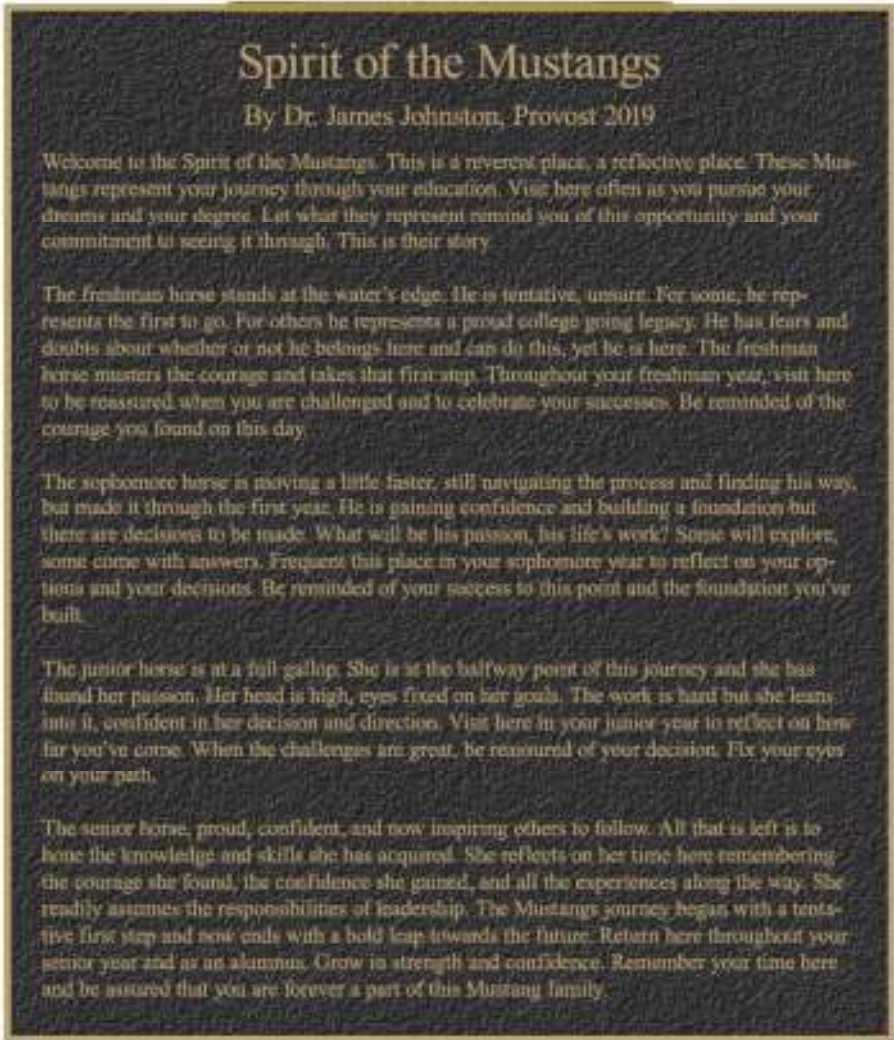 Spirit of the Mustangs
By Dr. James Johnston, Provost 2019
Welcome to the Spirit of the Mustangs. This is a reverent place, a reflective place. These Mus-
tangs represent your journey through your education. Visit here often as you pursue your
dreams and your degree. Let what they represent remind you of this opportunity and your
commitment to seeing it through. This is their story.
The freshman horse stands at the water's edge. He is tentative, unsure. For some, he rep-
resents the first to go. For others he represents a proud college going legacy. He has fears and
doubts about whether or not he belongs here and can do this, yet he is here. The freshman
horse musters the courage and takes that first step. Throughout your freshman year, visit here
to be reassured when you are challenged and to celebrate your successes. Be reminded of the
courage you found on this day.
The sophomore horse is moving a little faster, still navigating the process and finding his way,
but made it through the first year. He is gaining confidence and building a foundation but
there are decisions to be made. What will be his passion, his life's work? Some will explore,
some come with answers. Frequent this place in your sophomore year to reflect on your op-
tions and your decisions. Be reminded of your success to this point and the foundation you've
built.
The junior horse is at a full gallop. She is at the halfway point of this journey and she has
found her passion. Her head is high, eyes fixed on her goals. The work is hard but she leans
into it, confident in her decision and direction. Visit here in your junior year to reflect on how
far you've come. When the challenges are great, be reassured of your decision. Fix your eyes
on your path.
The senior horse, proud, confident, and now inspiring others to follow. All that is left is to
hone the knowledge and skills she has acquired. She reflects on her time here remembering
the courage she found, the confidence she gained, and all the experiences along the way. She
readily assumes the responsibilities of leadership. The Mustangs journey began with a tenta-
tive first step and now ends with a bold leap towards the future. Return here throughout your
senior year and as an alumnus. Grow in strength and confidence. Remember your time here
and be assured that you are forever a part of this Mustang family.